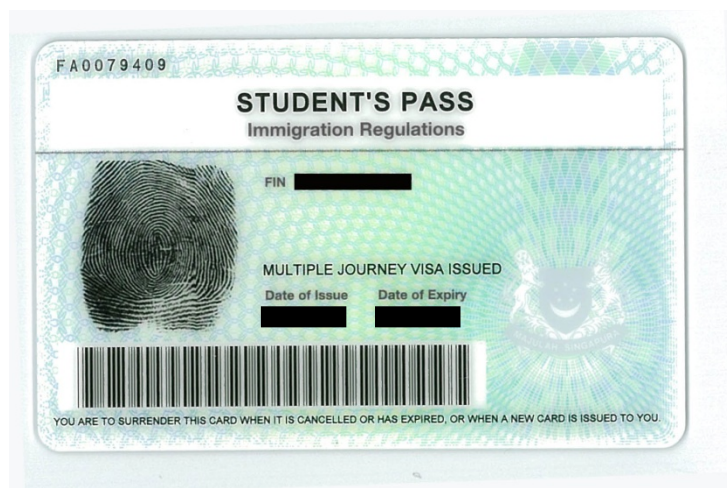 FA0079409
STUDENT'S PASS
Immigration Regulations
FIN
MULTIPLE JOURNEY VISA ISSUED
Date of Issue Date of Expiry
YOU ARE TO SURRENDER THIS CARD WHEN IT IS CANCELLED OR HAS EXPIRED, OR WHEN A NEW CARD IS ISSUED TO YOU.